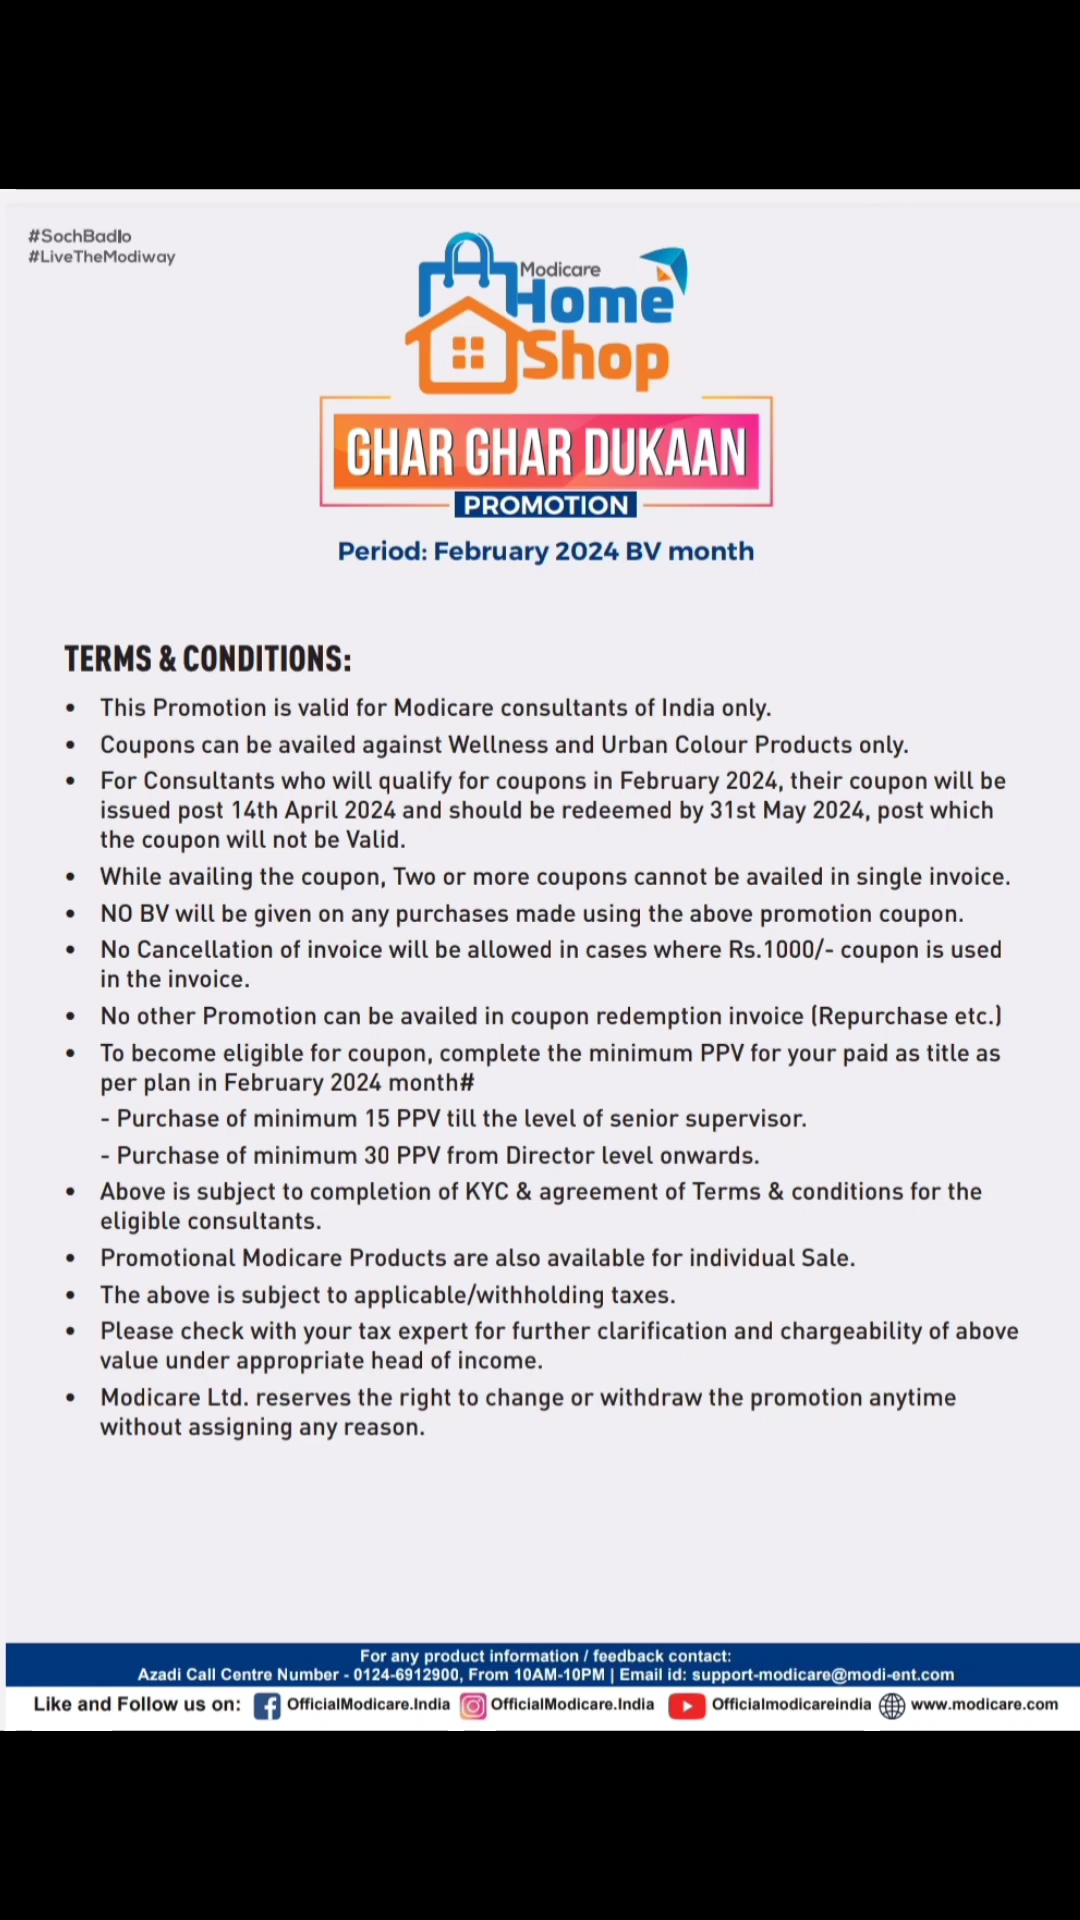 #SochBadlo
#LiveTheModiway
Modicare
Home
Shop
GHAR GHAR DUKAAN
PROMOTION
Period: February 2024 BV month
TERMS & CONDITIONS:
• This Promotion is valid for Modicare consultants of India only.
• Coupons can be availed against Wellness and Urban Colour Products only.
• For Consultants who will qualify for coupons in February 2024, their coupon will be
issued post 14th April 2024 and should be redeemed by 31st May 2024, post which
the coupon will not be Valid.
• While availing the coupon, Two or more coupons cannot be availed in single invoice.
• NO BV will be given on any purchases made using the above promotion coupon.
• No Cancellation of invoice will be allowed in cases where Rs.1000/- coupon is used
in the invoice.
• No other Promotion can be availed in coupon redemption invoice (Repurchase etc.)
• To become eligible for coupon, complete the minimum PPV for your paid as title as
per plan in February 2024 month#
- Purchase of minimum 15 PPV till the level of senior supervisor.
- Purchase of minimum 30 PPV from Director level onwards.
• Above is subject to completion of KYC & agreement of Terms & conditions for the
eligible consultants.
• Promotional Modicare Products are also available for individual Sale.
• The above is subject to applicable/withholding taxes.
• Please check with your tax expert for further clarification and chargeability of above
value under appropriate head of income.
• Modicare Ltd. reserves the right to change or withdraw the promotion anytime
without assigning any reason.
For any product information / feedback contact:
Azadi Call Centre Number - 0124-6912900, From 10AM-10PM | Email id: support-modicare@modi-ent.com
Like and Follow us on: OfficialModicare.India OfficialModicare.India Officialmodicareindia www.modicare.com